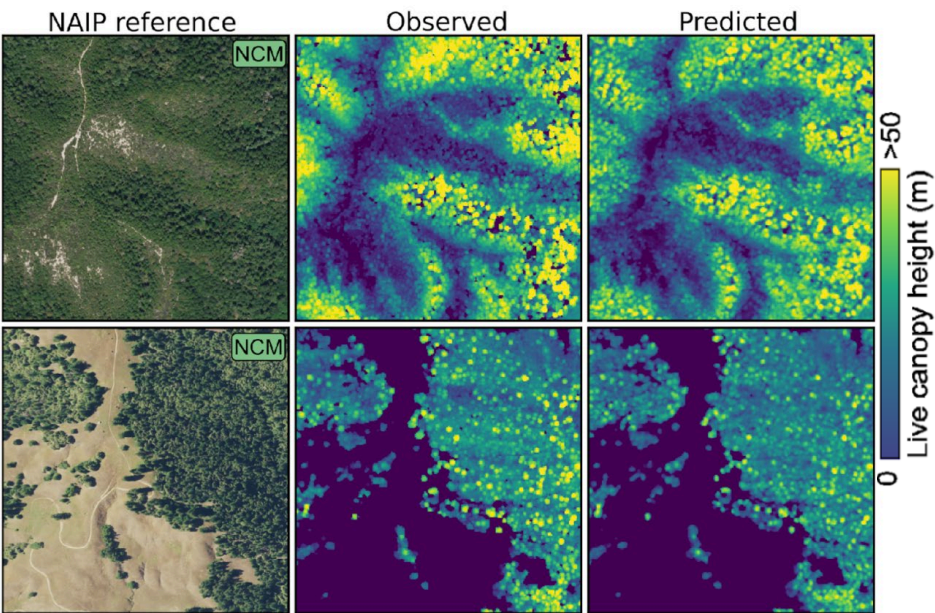 NAIP reference
Observed
Predicted
NCM
NCM
>50
Live canopy height (m)
0